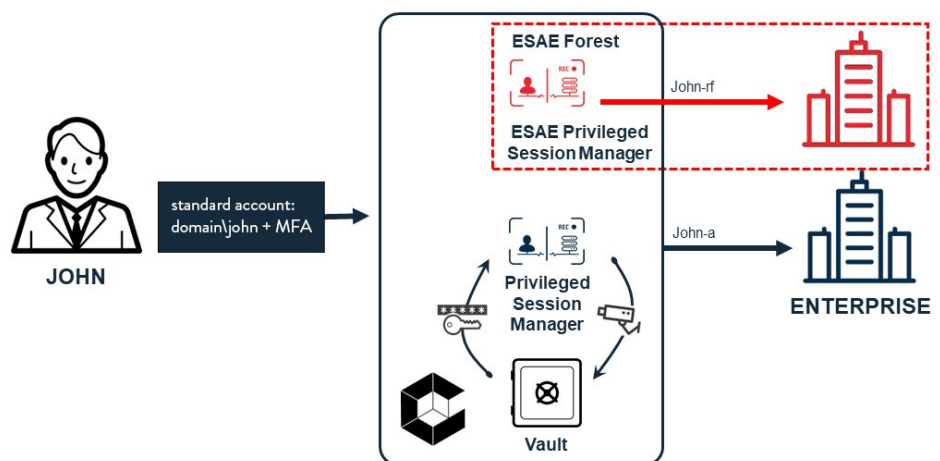 JOHN
standard account:
domain\john + MFA
ESAE Forest
REC
ESAE Privileged
Session Manager
John-rf
REC
Privileged
Session
Manager
*****
Vault
John-a
ENTERPRISE